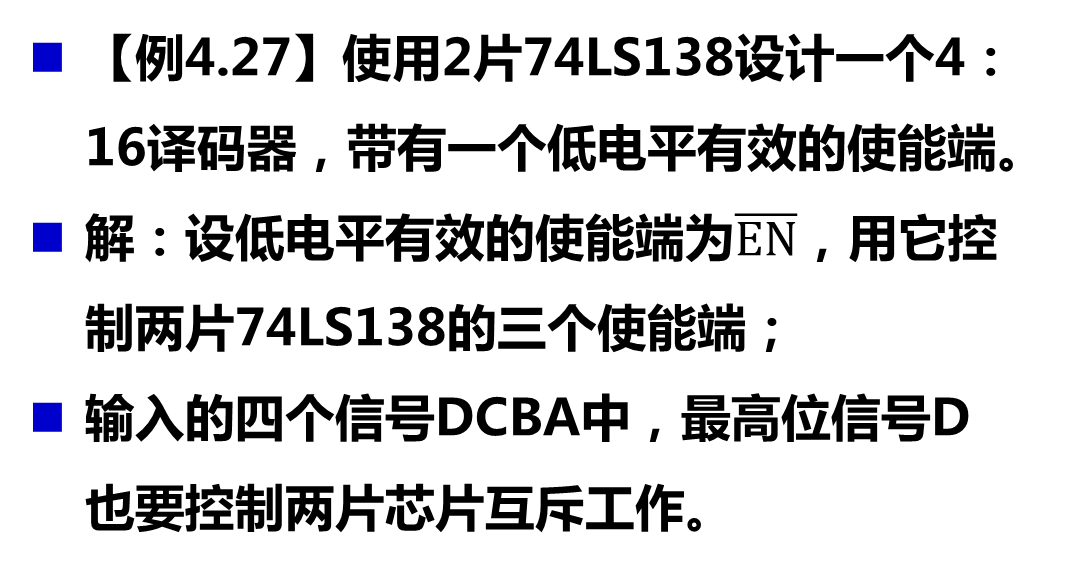 ■ 【例4.27】使用2片74LS138设计一个4：
16译码器，带有一个低电平有效的使能端。
■ 解：设低电平有效的使能端为E̅N̅，用它控
制两片74LS138的三个使能端；
■ 输入的四个信号DCBA中，最高位信号D
也要控制两片芯片互斥工作。